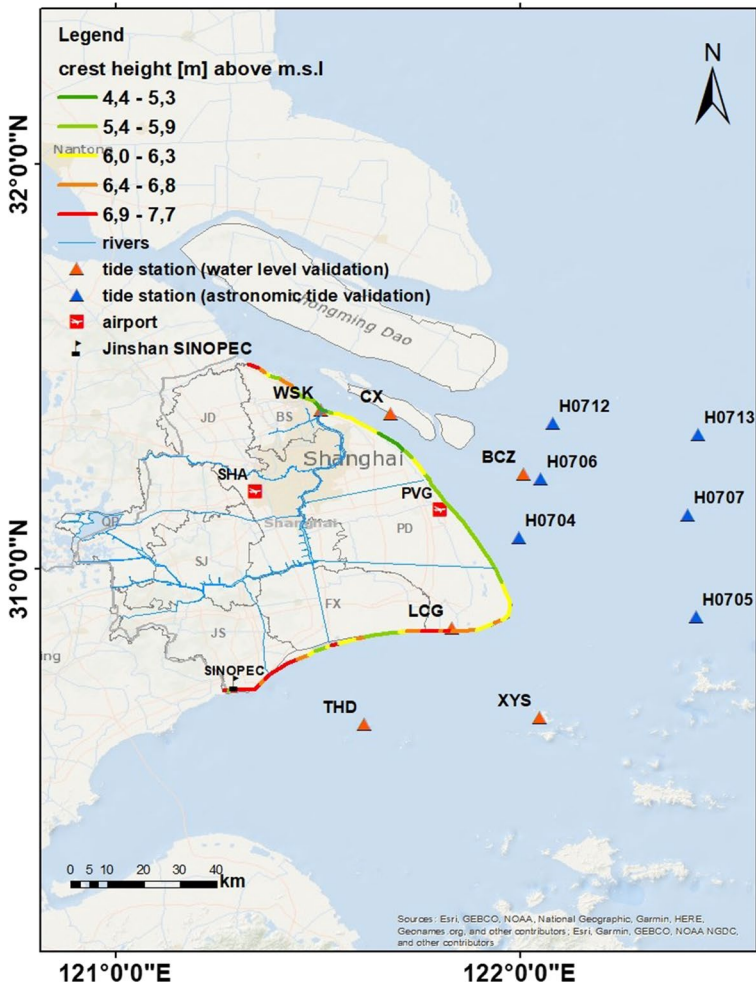 Legend
crest height [m] above m.s.l
4,4 - 5,3
5,4 - 5,9
6,0 - 6,3
6,4 - 6,8
6,9 - 7,7
rivers
tide station (water level validation)
tide station (astronomic tide validation)
airport
Jinshan SINOPEC
N
Nantong
32°0'0"N
31°0'0"N
Chongming Dao
WSK
CX
JD
BS
H0712
H0713
Shanghai
BCZ
H0706
SHA
PVG
H0707
QP
Shanghai
PD
H0704
SJ
FX
LCG
H0705
JS
ing
SINOPEC
THD
XYS
0 5 10 20 30 40
km
Sources: Esri, GEBCO, NOAA, National Geographic, Garmin, HERE,
Geonames.org, and other contributors; Esri, Garmin, GEBCO, NOAA NGDC,
and other contributors
121°0'0"E
122°0'0"E